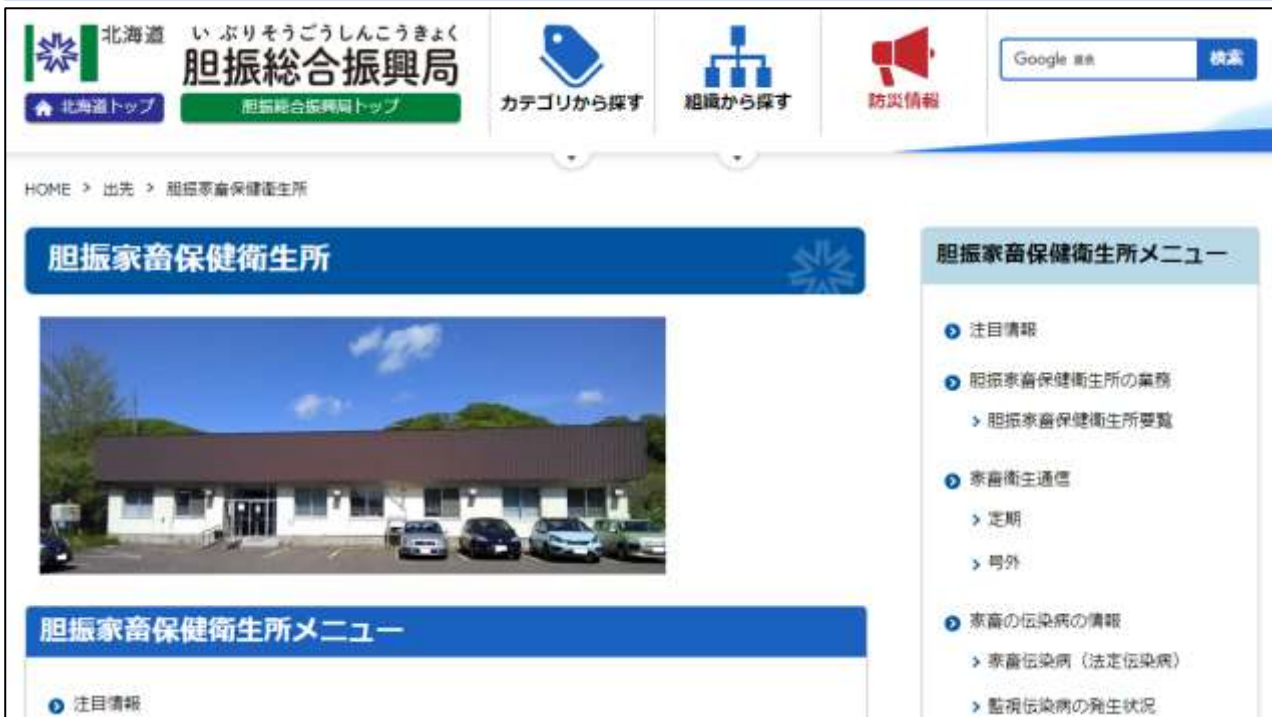 北海道
いぶりそうごうしんこうきょく
胆振総合振興局
北海道トップ
胆振総合振興局トップ
カテゴリから探す
組織から探す
防災情報
Google 提供
検索
HOME > 出先 > 胆振家畜保健衛生所
胆振家畜保健衛生所
胆振家畜保健衛生所メニュー
注目情報
胆振家畜保健衛生所メニュー
注目情報
胆振家畜保健衛生所の業務
胆振家畜保健衛生所要覧
家畜衛生通信
定期
号外
家畜の伝染病の情報
家畜伝染病（法定伝染病）
監視伝染病の発生状況